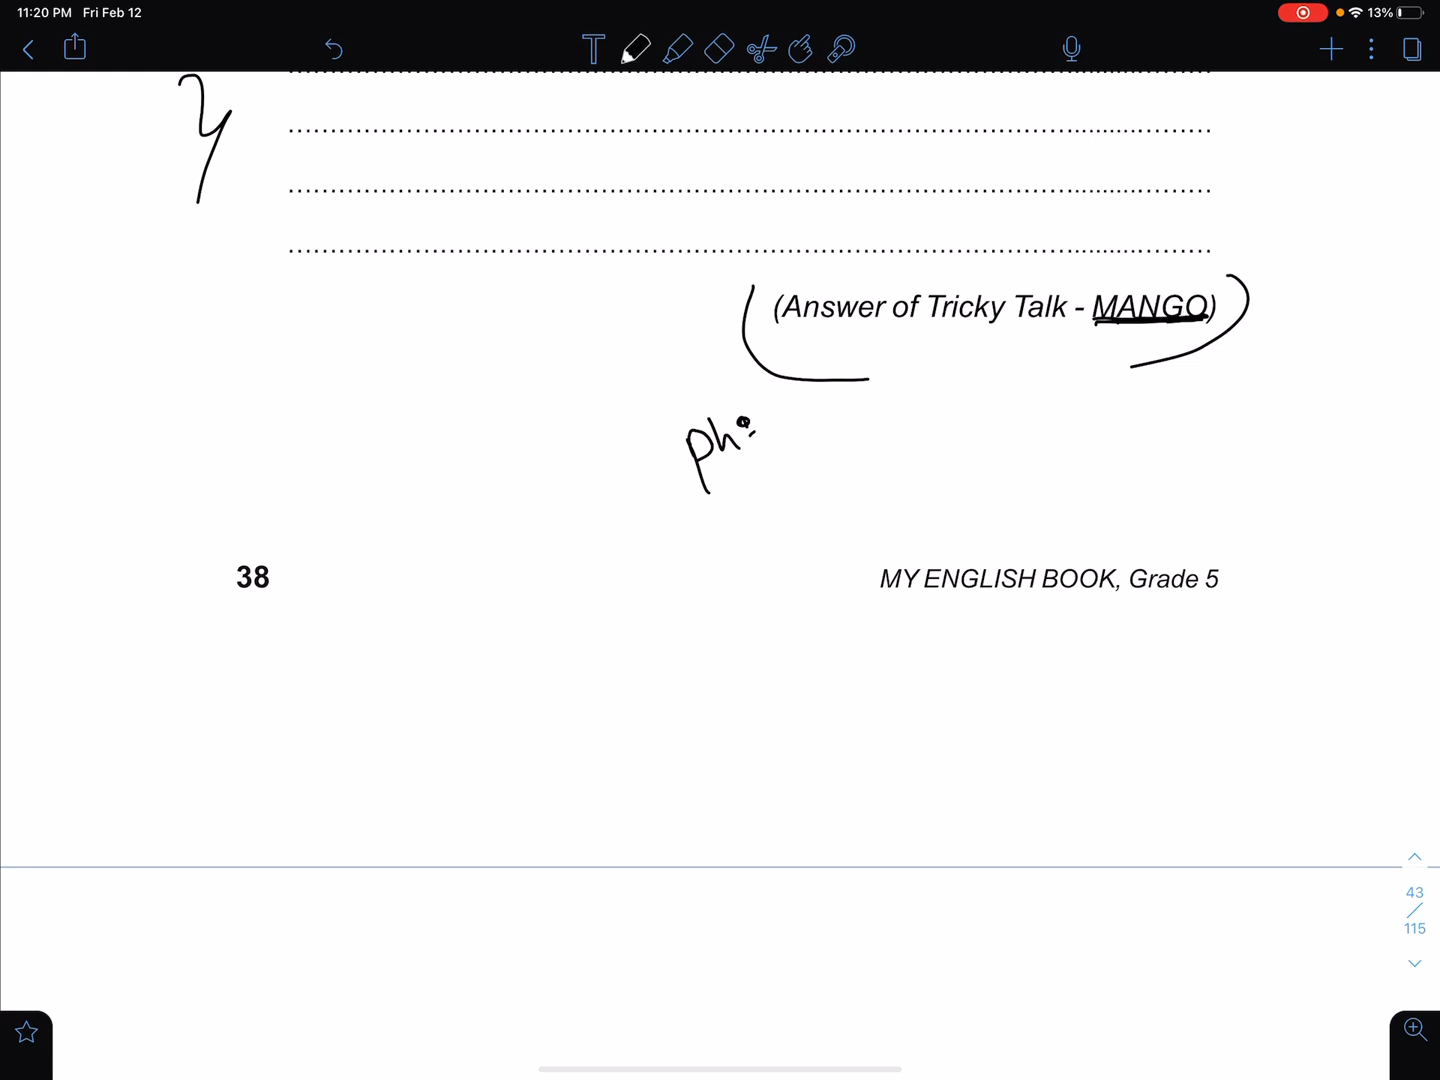 11:20 PM Fri Feb 12
13%
(Answer of Tricky Talk - MANGO)
ph:
38
MY ENGLISH BOOK, Grade 5
43
115